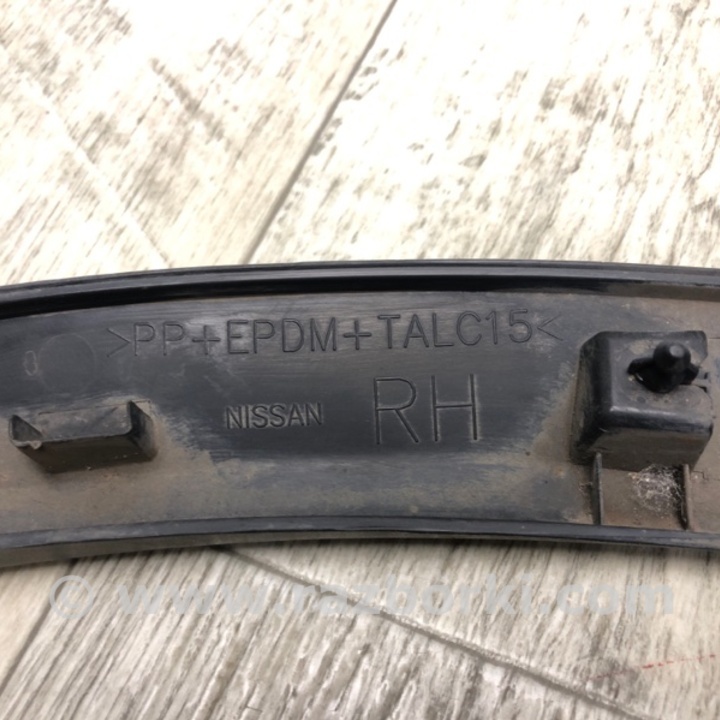 >PP+EPDM+TALC15<
NISSAN RH
© www.razborki.com